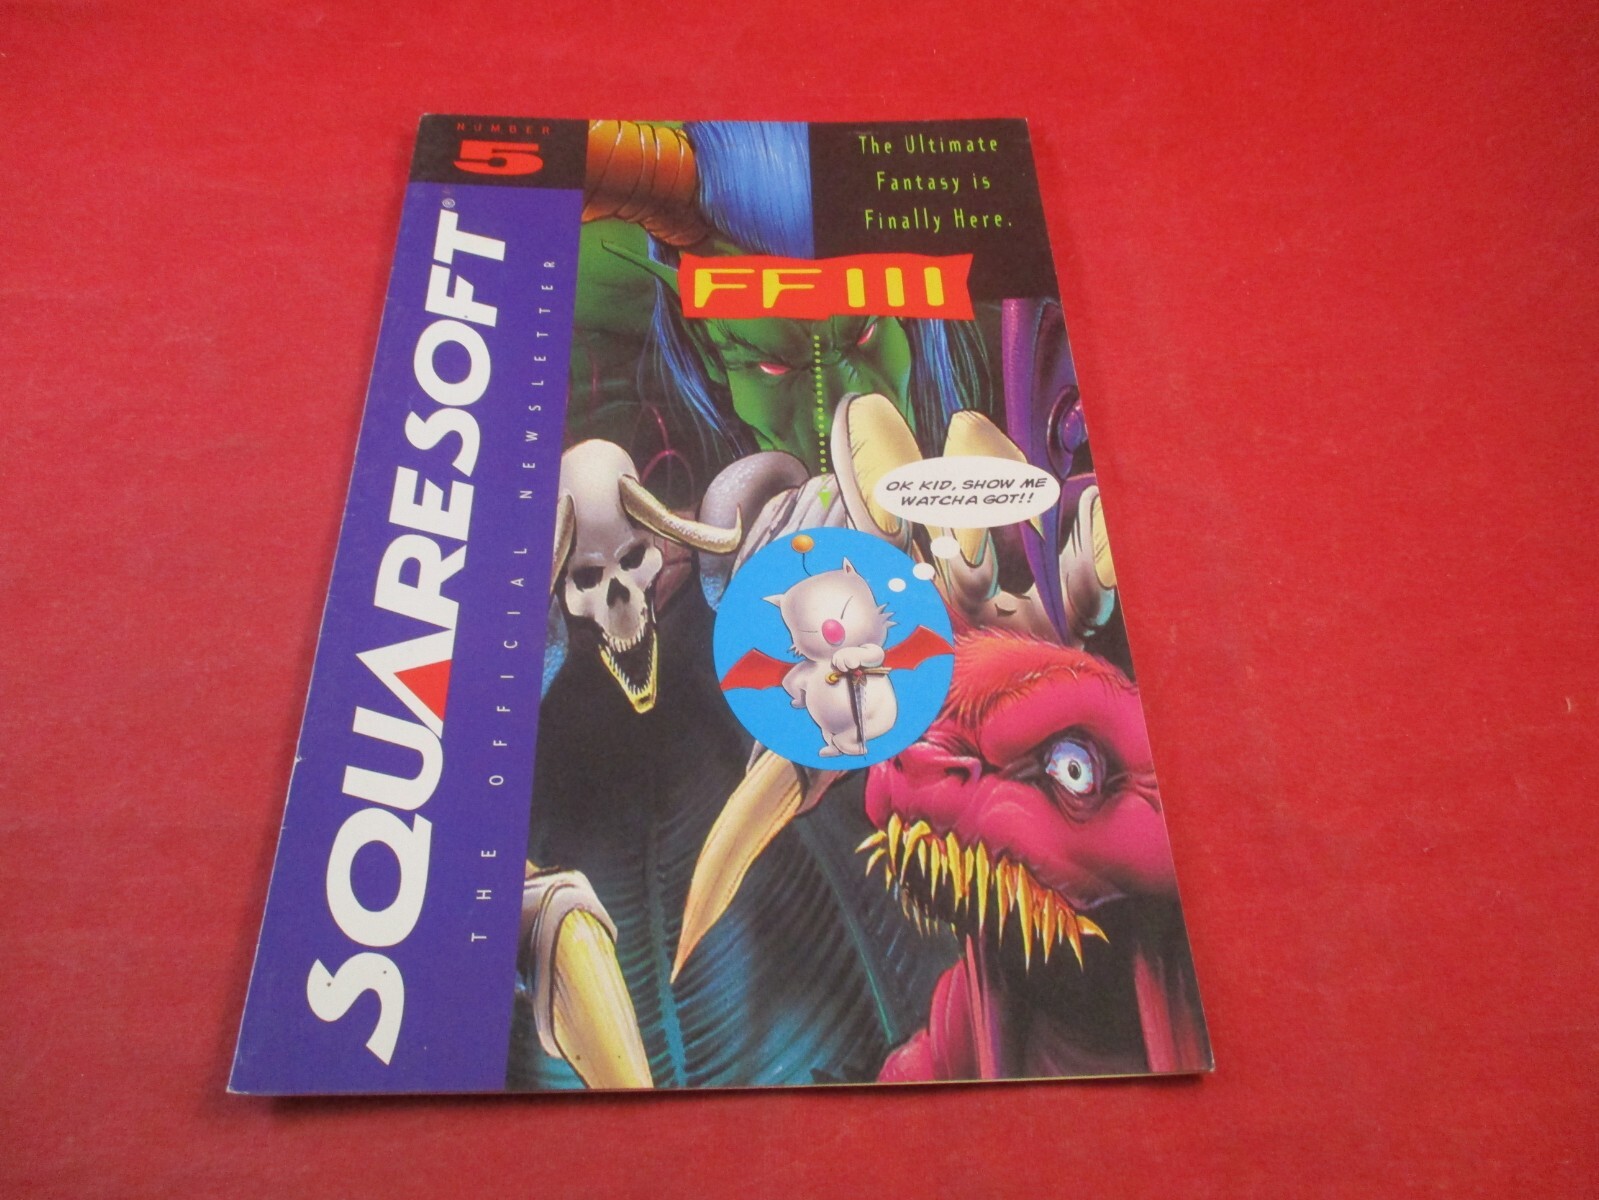 NUMBER
5
SQUARESOFT®
THE OFFICIAL NEWSLETTER
The Ultimate
Fantasy is
Finally Here.
FF III
OK KID, SHOW ME
WATCHA GOT!!